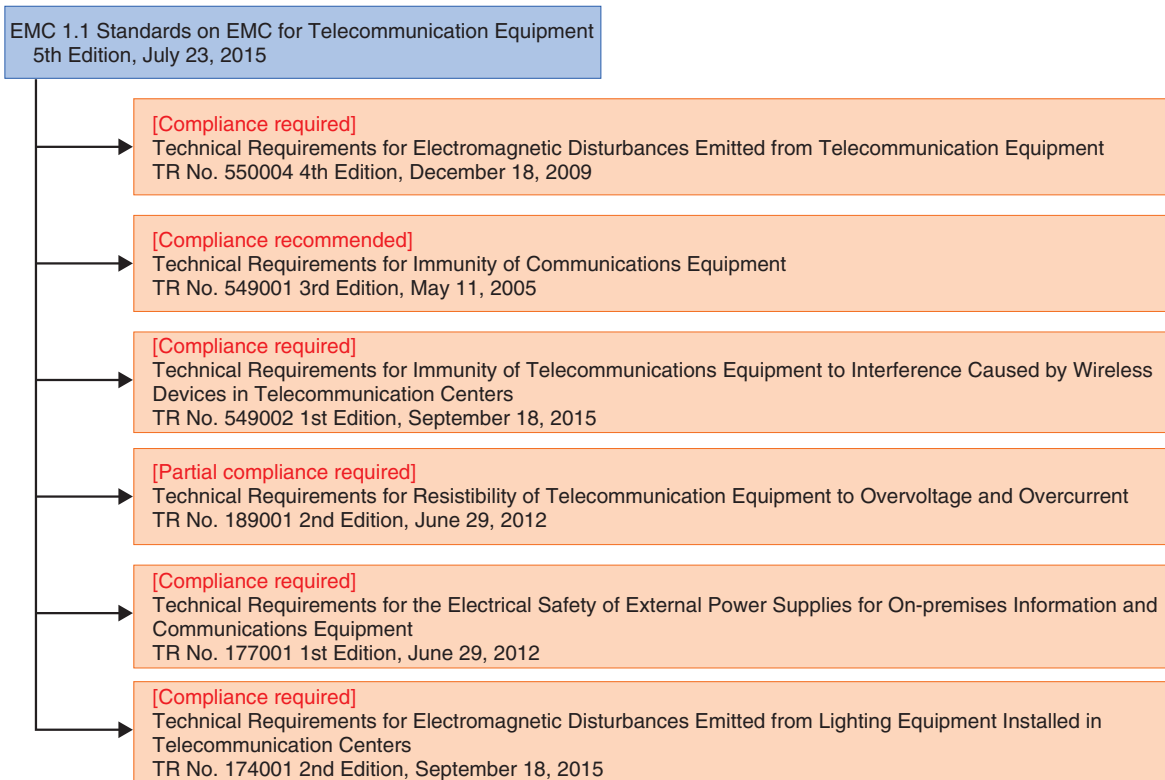 EMC 1.1 Standards on EMC for Telecommunication Equipment
5th Edition, July 23, 2015
[Compliance required]
Technical Requirements for Electromagnetic Disturbances Emitted from Telecommunication Equipment
TR No. 550004 4th Edition, December 18, 2009
[Compliance recommended]
Technical Requirements for Immunity of Communications Equipment
TR No. 549001 3rd Edition, May 11, 2005
[Compliance required]
Technical Requirements for Immunity of Telecommunications Equipment to Interference Caused by Wireless
Devices in Telecommunication Centers
TR No. 549002 1st Edition, September 18, 2015
[Partial compliance required]
Technical Requirements for Resistibility of Telecommunication Equipment to Overvoltage and Overcurrent
TR No. 189001 2nd Edition, June 29, 2012
[Compliance required]
Technical Requirements for the Electrical Safety of External Power Supplies for On-premises Information and
Communications Equipment
TR No. 177001 1st Edition, June 29, 2012
[Compliance required]
Technical Requirements for Electromagnetic Disturbances Emitted from Lighting Equipment Installed in
Telecommunication Centers
TR No. 174001 2nd Edition, September 18, 2015